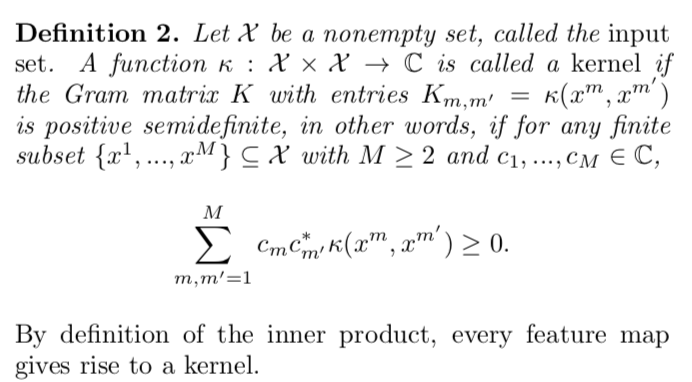 Definition 2. Let 𝒳 be a nonempty set, called the input
set. A function κ : 𝒳 × 𝒳 → ℂ is called a kernel if
the Gram matrix K with entries K_{m,m'} = κ(x^m, x^{m'})
is positive semidefinite, in other words, if for any finite
subset {x^1, ..., x^M} ⊆ 𝒳 with M ≥ 2 and c_1, ..., c_M ∈ ℂ,
∑_{m,m'=1}^{M} c_m c^*_{m'} κ(x^m, x^{m'}) ≥ 0.
By definition of the inner product, every feature map
gives rise to a kernel.